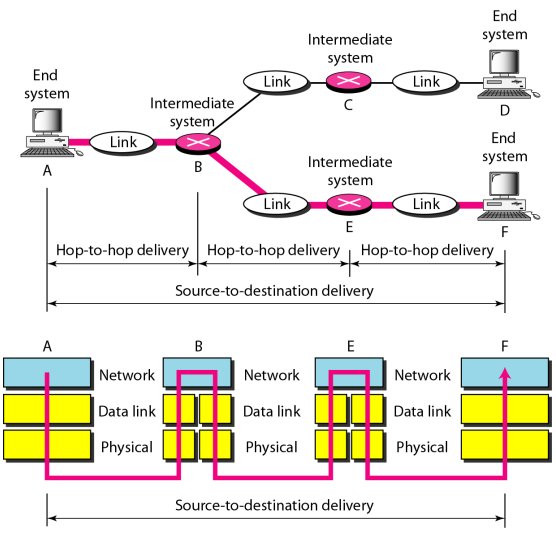 End
system
D
Intermediate
system
Link
C
Link
End
system
A
Link
Intermediate
system
B
Intermediate
system
Link
E
Link
End
system
F
Hop-to-hop delivery
Hop-to-hop delivery
Hop-to-hop delivery
Source-to-destination delivery
A
B
E
F
Network
Network
Network
Data link
Data link
Data link
Physical
Physical
Physical
Source-to-destination delivery